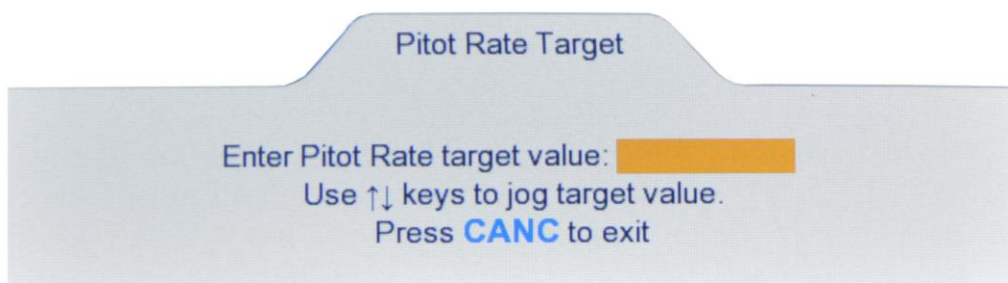 Pitot Rate Target
Enter Pitot Rate target value:
Use ↑↓ keys to jog target value.
Press CANC to exit